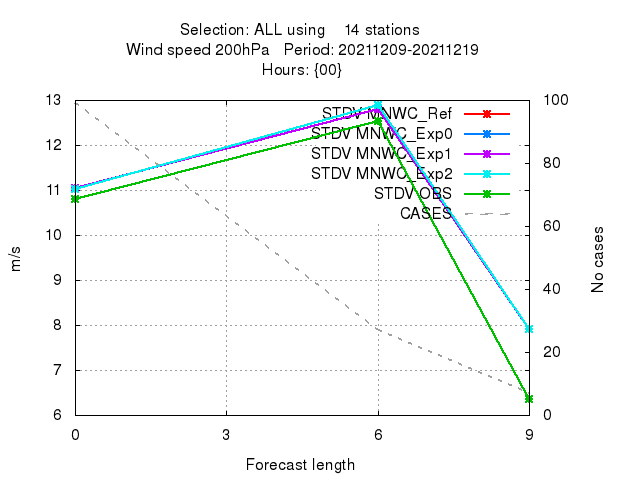 Selection: ALL using 14 stations
Wind speed 200hPa Period: 20211209-20211219
Hours: {00}
13 100
STDV MNWC_Ref
STDV MNWC_Exp0
12
STDV MNWC_Exp1
80
STDV MNWC_Exp2
11
STDV OBS
CASES
60
10
m/s
No cases
9
40
8
20
7
6 0
0 3 6 9
Forecast length